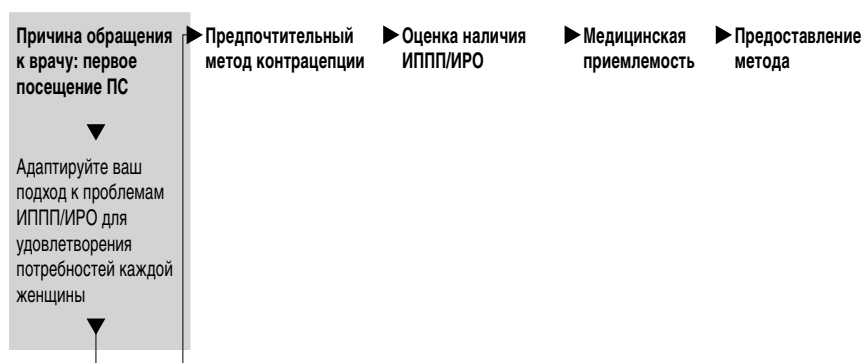 Причина обращения
к врачу: первое
посещение ПС
Адаптируйте ваш
подход к проблемам
ИППП/ИРО для
удовлетворения
потребностей каждой
женщины
Предпочтительный
метод контрацепции
Оценка наличия
ИППП/ИРО
Медицинская
приемлемость
Предоставление
метода